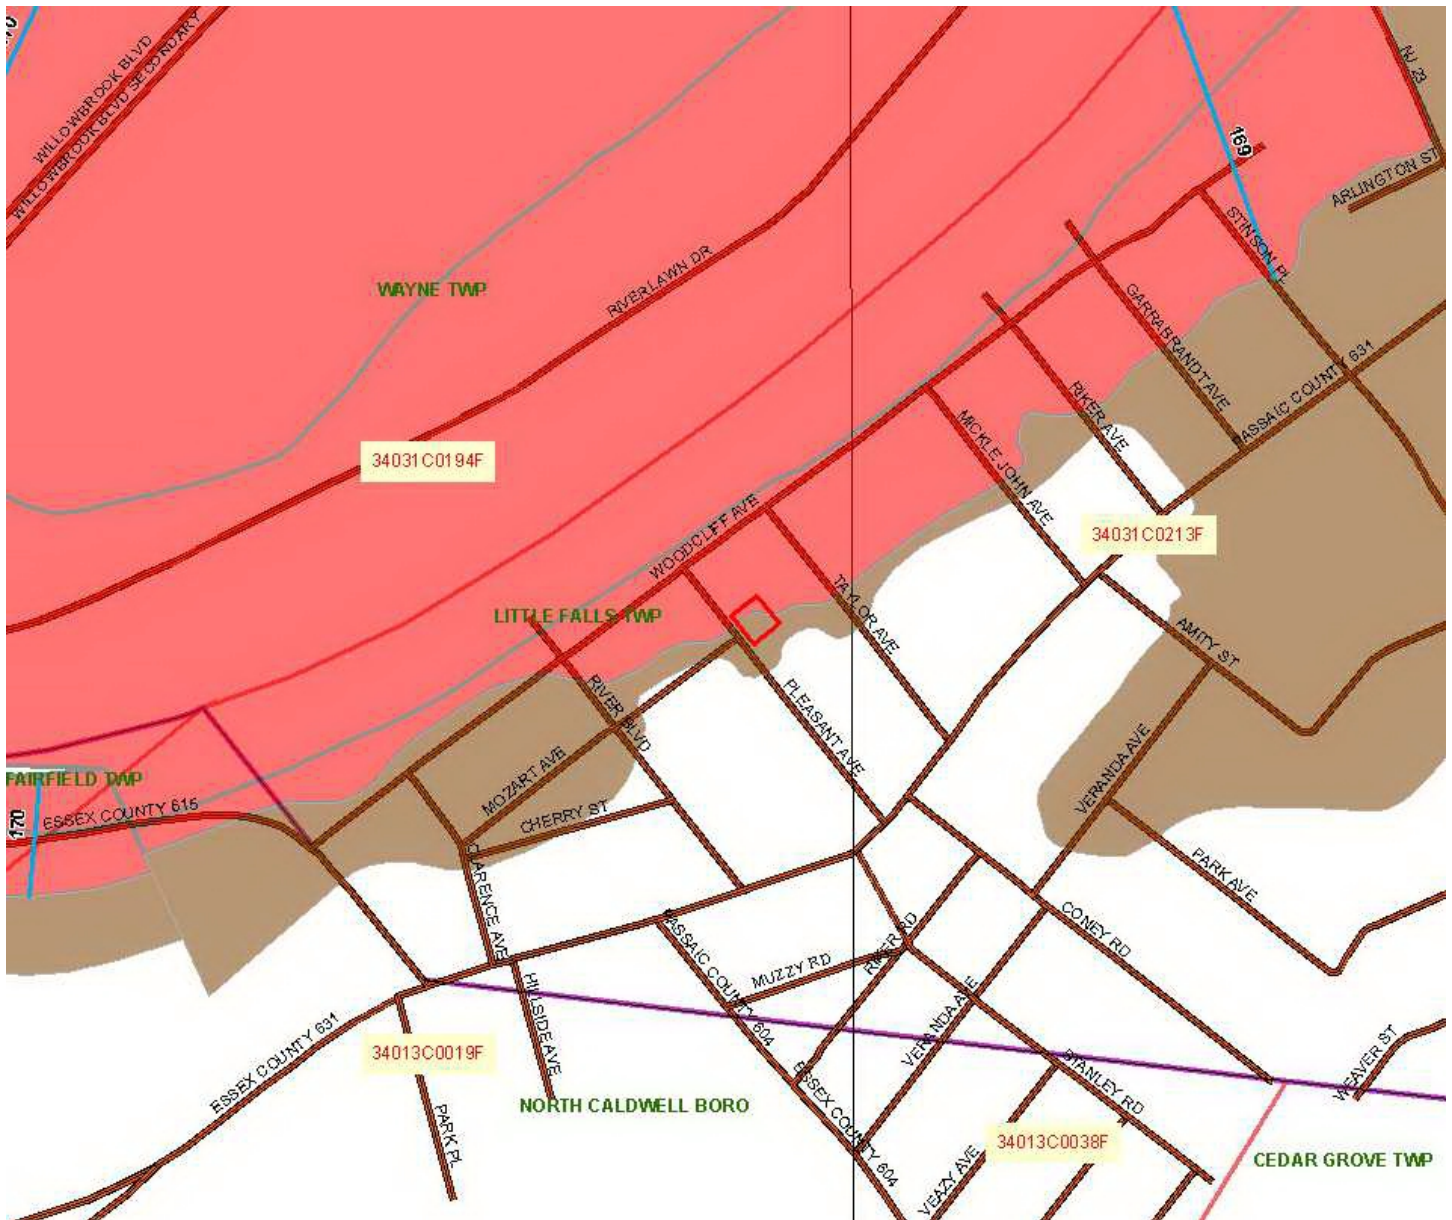 170
WILLOWBROOK BLVD
WILLOWBROOK BLVD SECONDARY
NJ 23
169
ARLINGTON ST
STINSON PL
WAYNE TWP
RIVERLAWN DR
GARRABRANDT AVE
PASSAIC COUNTY 631
RIKER AVE
MICKLE JOHN AVE
34031C0194F
34031C0213F
WOODCLIFF AVE
LITTLE FALLS TWP
TAYLOR AVE
AMITY ST
RIVER BLVD
PLEASANT AVE
VERANDA AVE
FAIRFIELD TWP
MOZART AVE
ESSEX COUNTY 615
170
CHERRY ST
CLARENCE AVE
PARK AVE
CONEY RD
PASSAIC COUNTY 604
RIKER RD
MUZZY RD
HILLSIDE AVE
VERANDA AVE
ESSEX COUNTY 631
34013C0019F
ESSEX COUNTY 604
STANLEY RD
WEAVER ST
NORTH CALDWELL BORO
PARK PL
34013C0038F
VEAZY AVE
CEDAR GROVE TWP